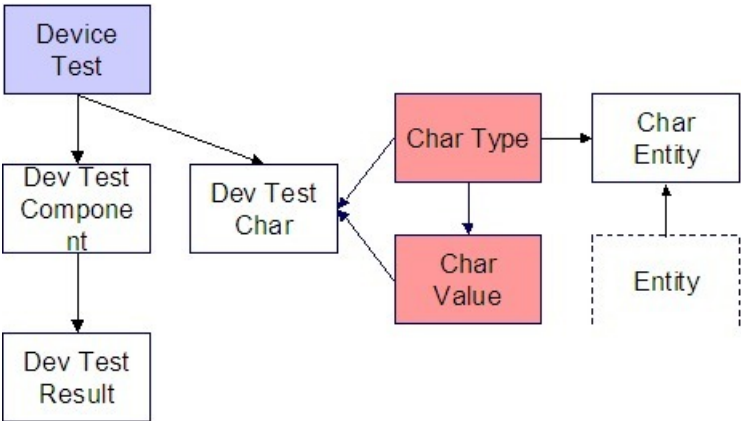 Device
Test
Dev Test
Compone
nt
Dev Test
Char
Char Type
Char
Entity
Char
Value
Entity
Dev Test
Result